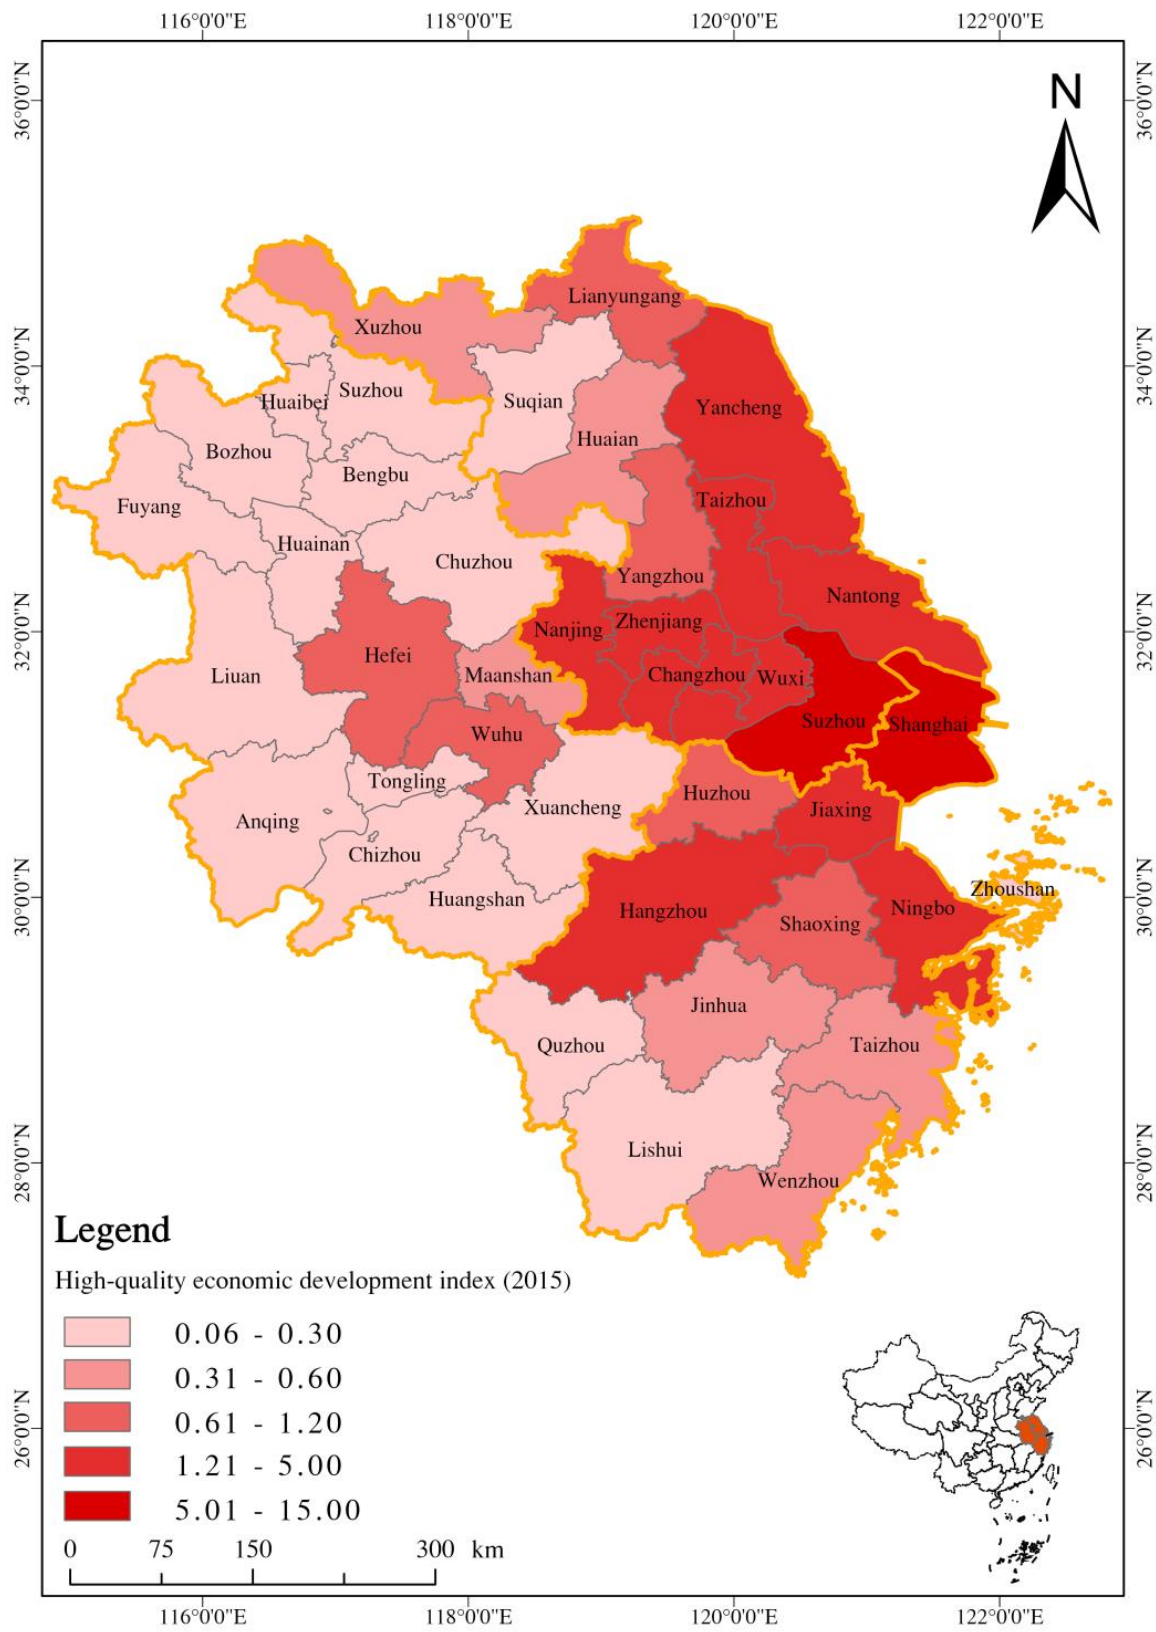 116°0'0"E 118°0'0"E 120°0'0"E 122°0'0"E
N
36°0'0"N 36°0'0"N
Lianyungang
Xuzhou
34°0'0"N 34°0'0"N
Suzhou
Huaibei
Suqian
Yancheng
Huaian
Bozhou
Bengbu
Taizhou
Fuyang
Huainan
Chuzhou
Yangzhou
Nantong
Zhenjiang
Nanjing
32°0'0"N 32°0'0"N
Hefei
Liuan
Maanshan
Changzhou
Wuxi
Suzhou
Shanghai
Wuhu
Tongling
Huzhou
Xuancheng
Jiaxing
Anqing
Chizhou
Zhoushan
Huangshan
30°0'0"N 30°0'0"N
Hangzhou
Ningbo
Shaoxing
Jinhua
Quzhou
Taizhou
Lishui
28°0'0"N 28°0'0"N
Wenzhou
Legend
High-quality economic development index (2015)
0.06 - 0.30
0.31 - 0.60
0.61 - 1.20
26°0'0"N 26°0'0"N
1.21 - 5.00
5.01 - 15.00
0 75 150 300 km
116°0'0"E 118°0'0"E 120°0'0"E 122°0'0"E